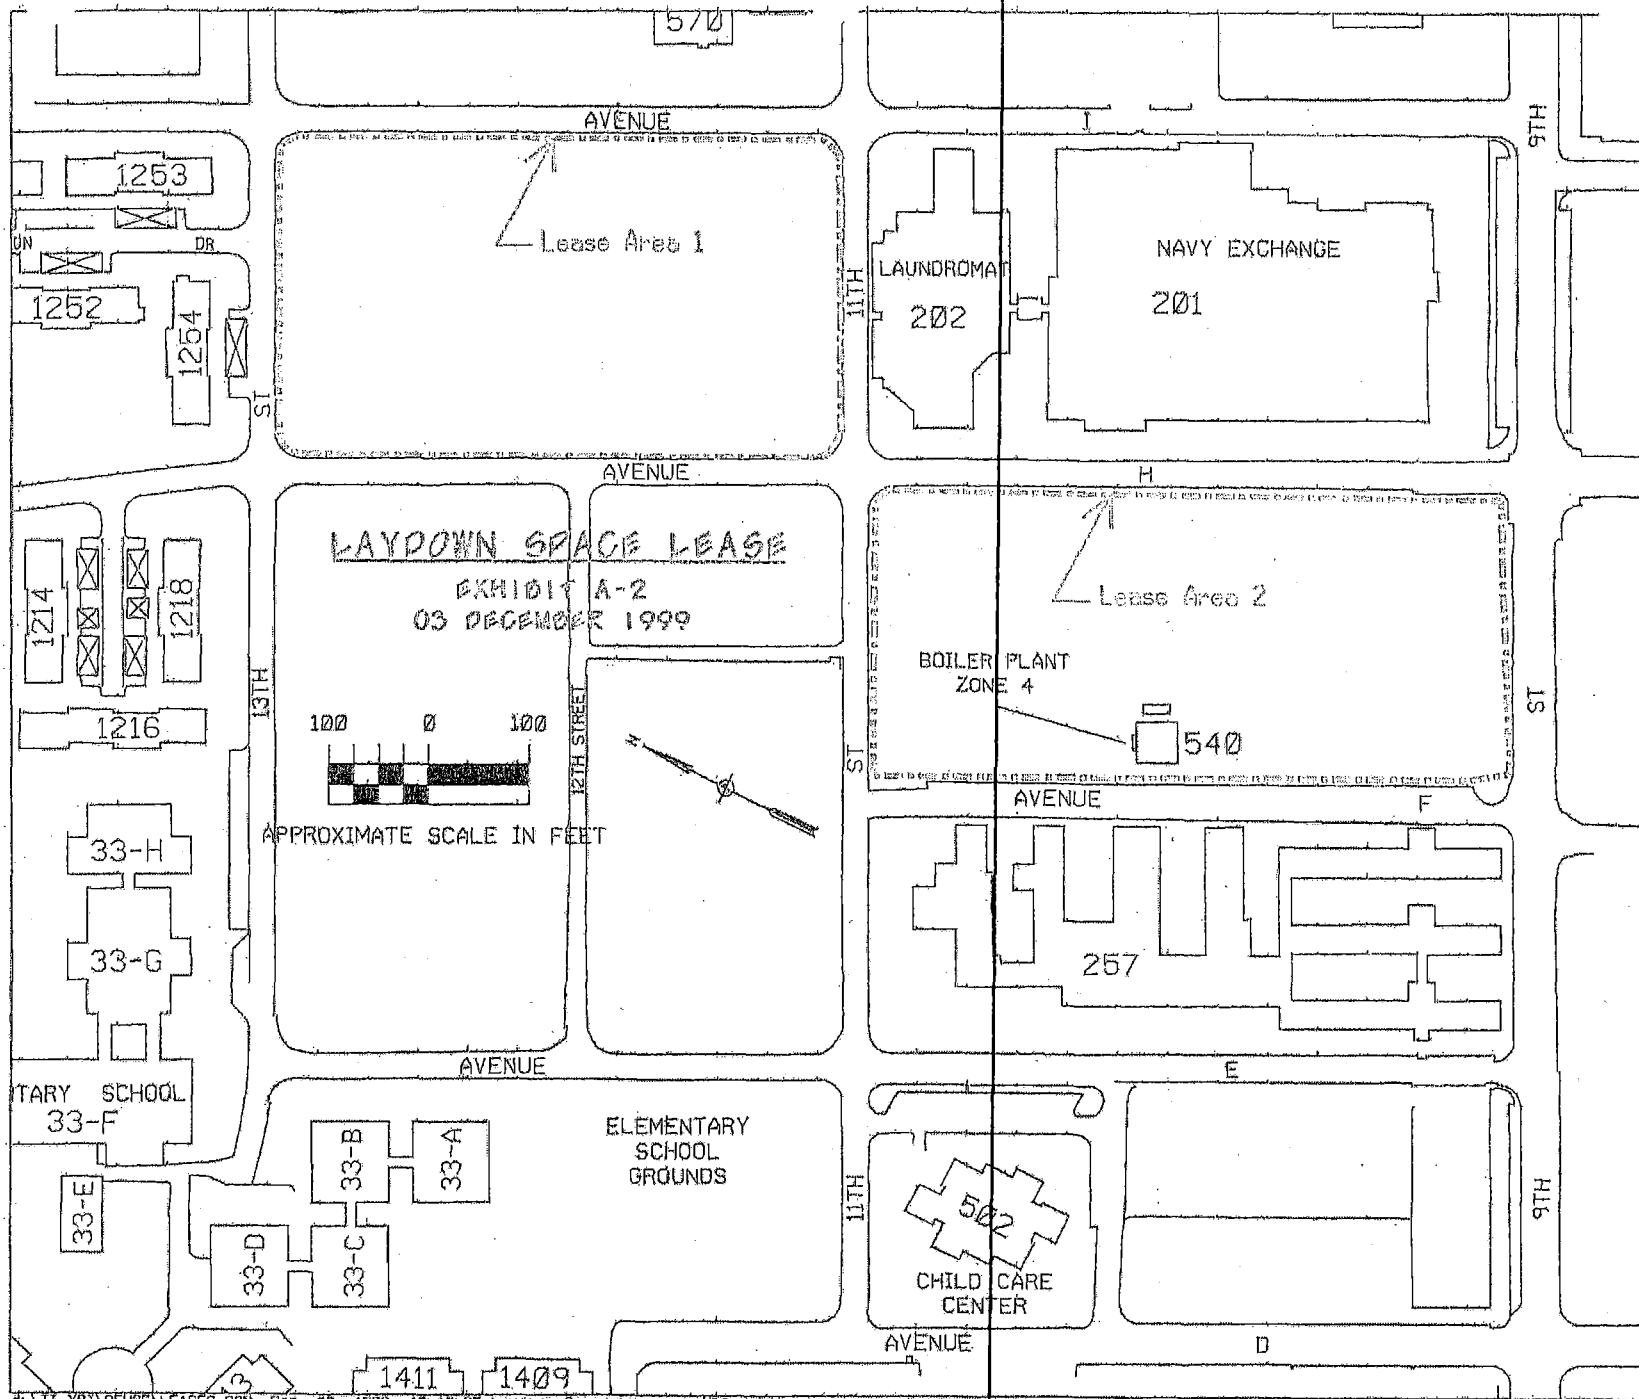 570
AVENUE
I
9TH
1253
UN
DR
Lease Area 1
NAVY EXCHANGE
LAUNDROMAT
201
202
11TH
1252
1254
ST
AVENUE
H
LAYDOWN SPACE LEASE
EXHIBIT A-2
03 DECEMBER 1999
Lease Area 2
1214
1218
BOILER PLANT
ZONE 4
13TH
ST
1216
100
0
100
12TH STREET
N
540
ST
AVENUE
F
APPROXIMATE SCALE IN FEET
33-H
33-G
257
AVENUE
E
TARY SCHOOL
33-F
ELEMENTARY
SCHOOL
GROUNDS
33-B
33-A
33-E
11TH
9TH
502
33-D
33-C
CHILD CARE
CENTER
AVENUE
D
1411
1409